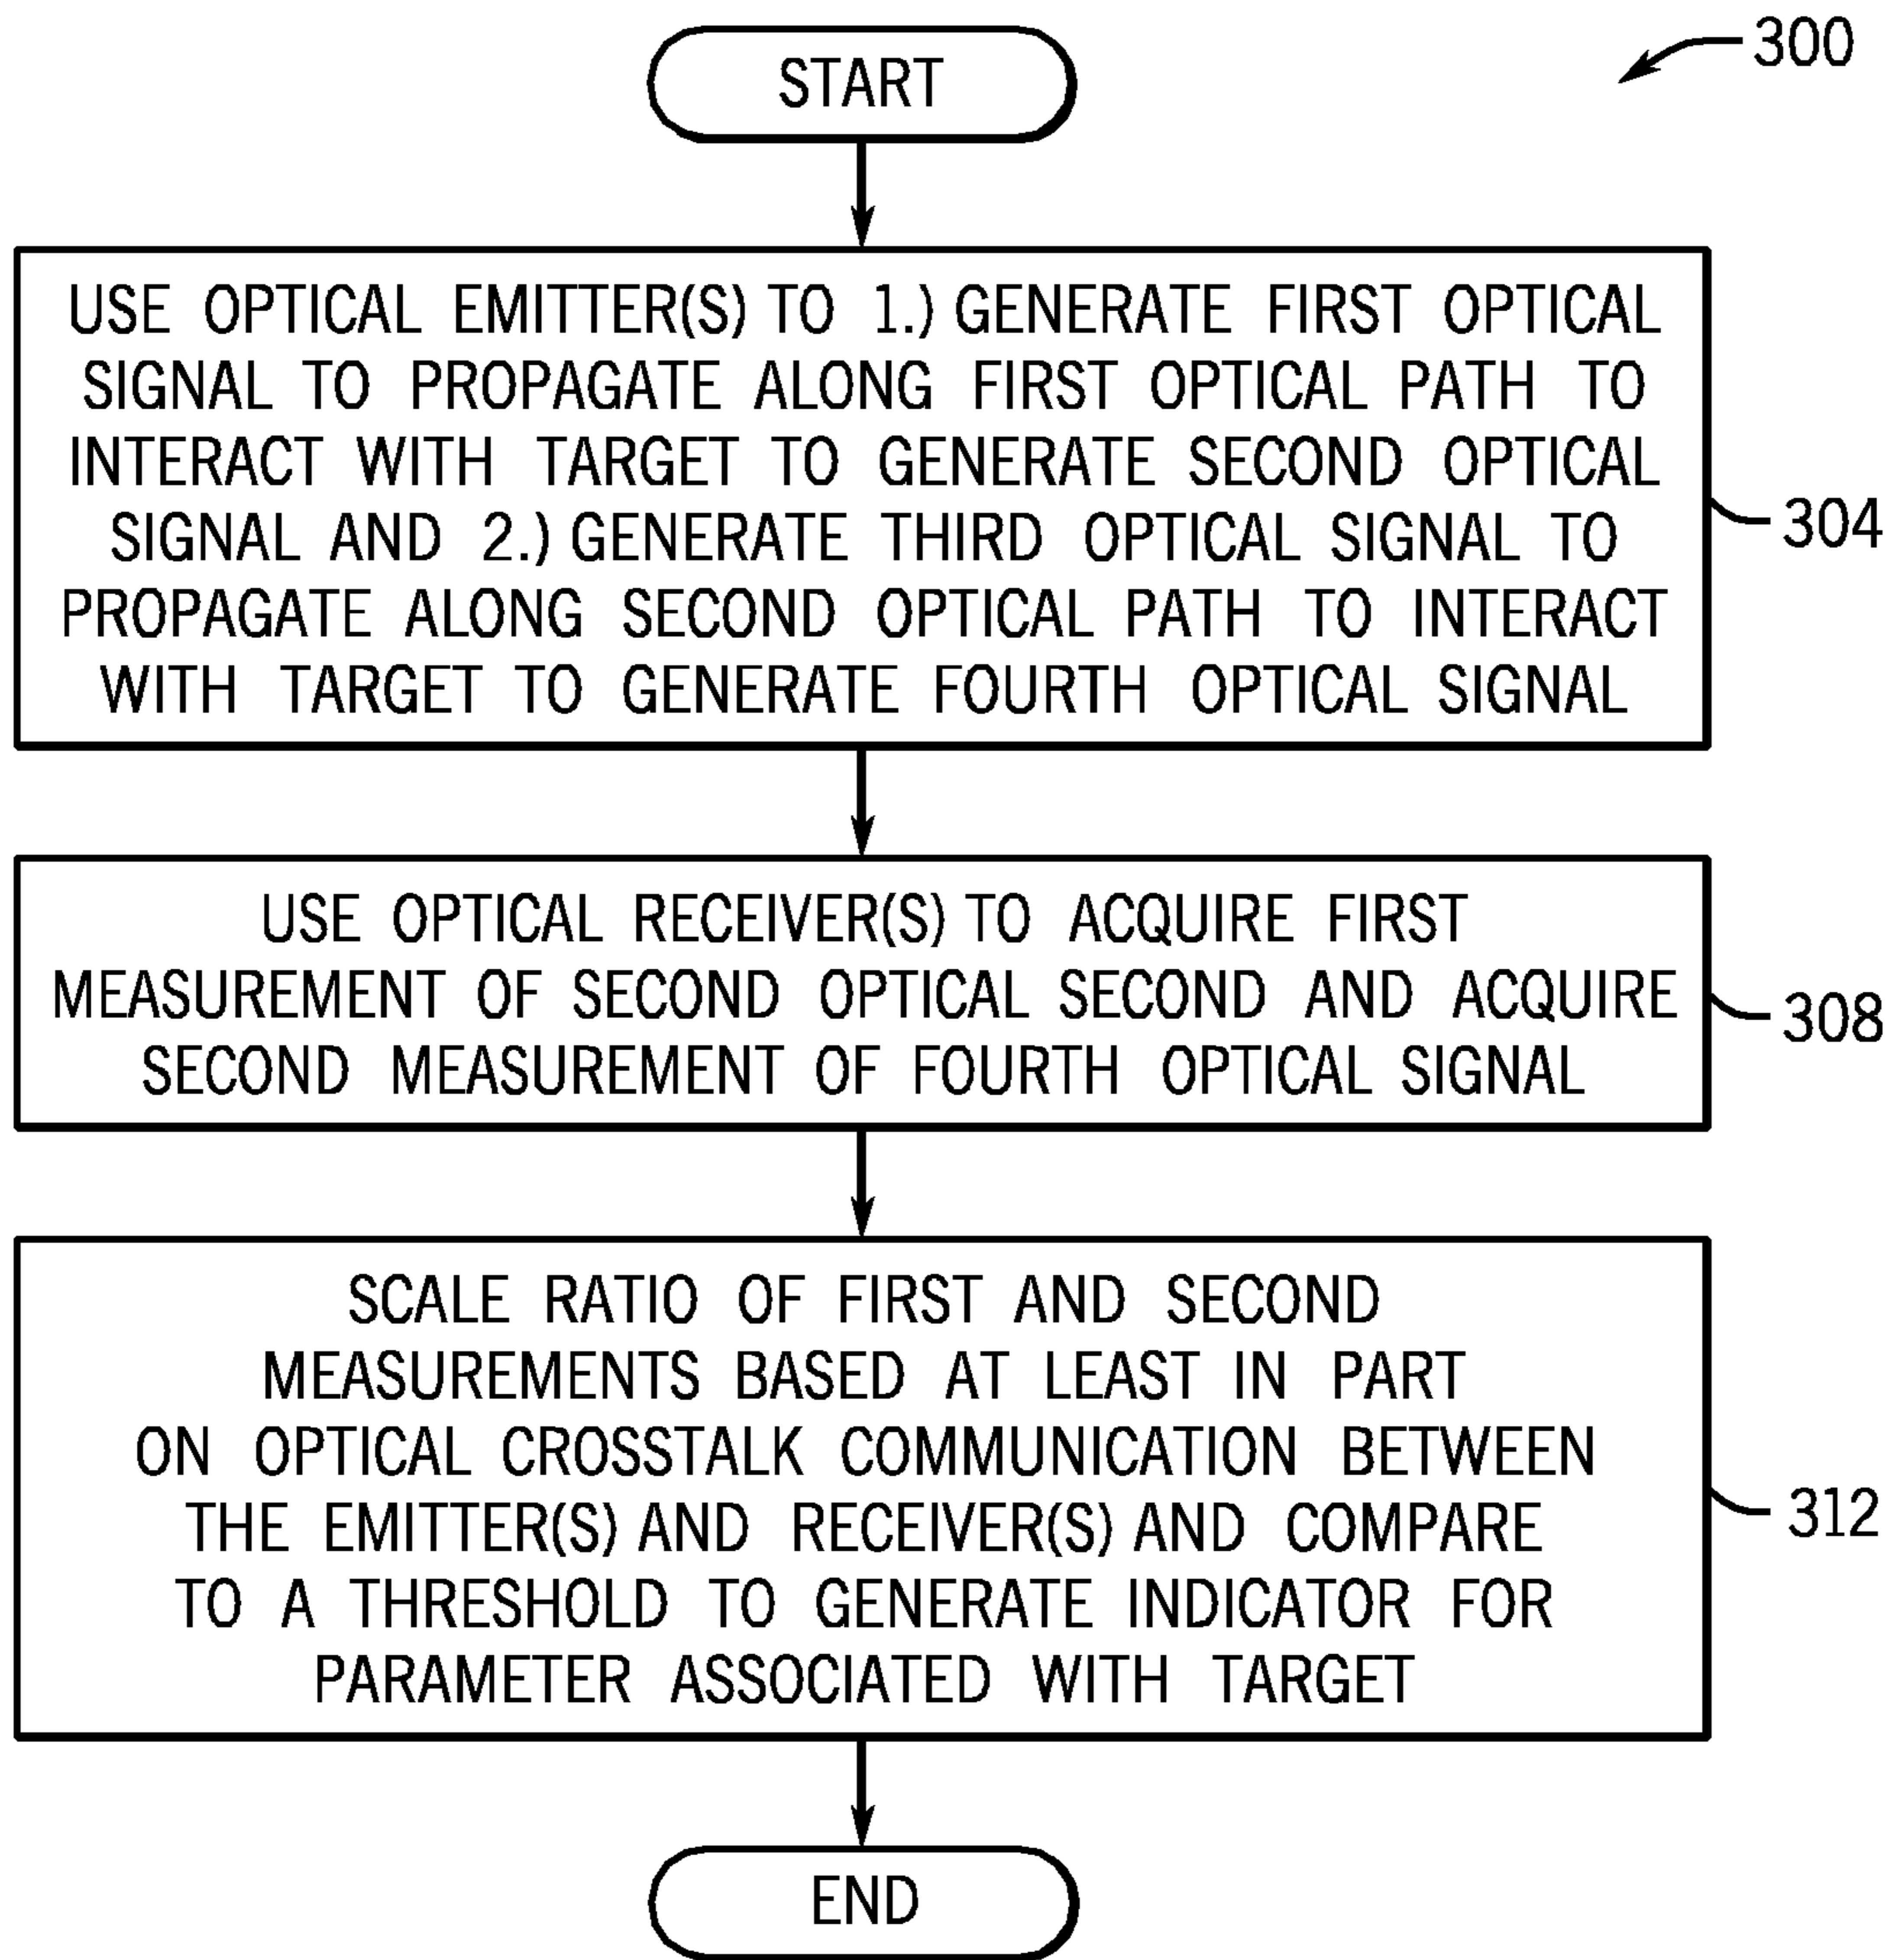 START
300
USE OPTICAL EMITTER(S) TO 1.) GENERATE FIRST OPTICAL
SIGNAL TO PROPAGATE ALONG FIRST OPTICAL PATH TO
INTERACT WITH TARGET TO GENERATE SECOND OPTICAL
SIGNAL AND 2.) GENERATE THIRD OPTICAL SIGNAL TO
PROPAGATE ALONG SECOND OPTICAL PATH TO INTERACT
WITH TARGET TO GENERATE FOURTH OPTICAL SIGNAL
304
USE OPTICAL RECEIVER(S) TO ACQUIRE FIRST
MEASUREMENT OF SECOND OPTICAL SECOND AND ACQUIRE
SECOND MEASUREMENT OF FOURTH OPTICAL SIGNAL
308
SCALE RATIO OF FIRST AND SECOND
MEASUREMENTS BASED AT LEAST IN PART
ON OPTICAL CROSSTALK COMMUNICATION BETWEEN
THE EMITTER(S) AND RECEIVER(S) AND COMPARE
TO A THRESHOLD TO GENERATE INDICATOR FOR
PARAMETER ASSOCIATED WITH TARGET
312
END